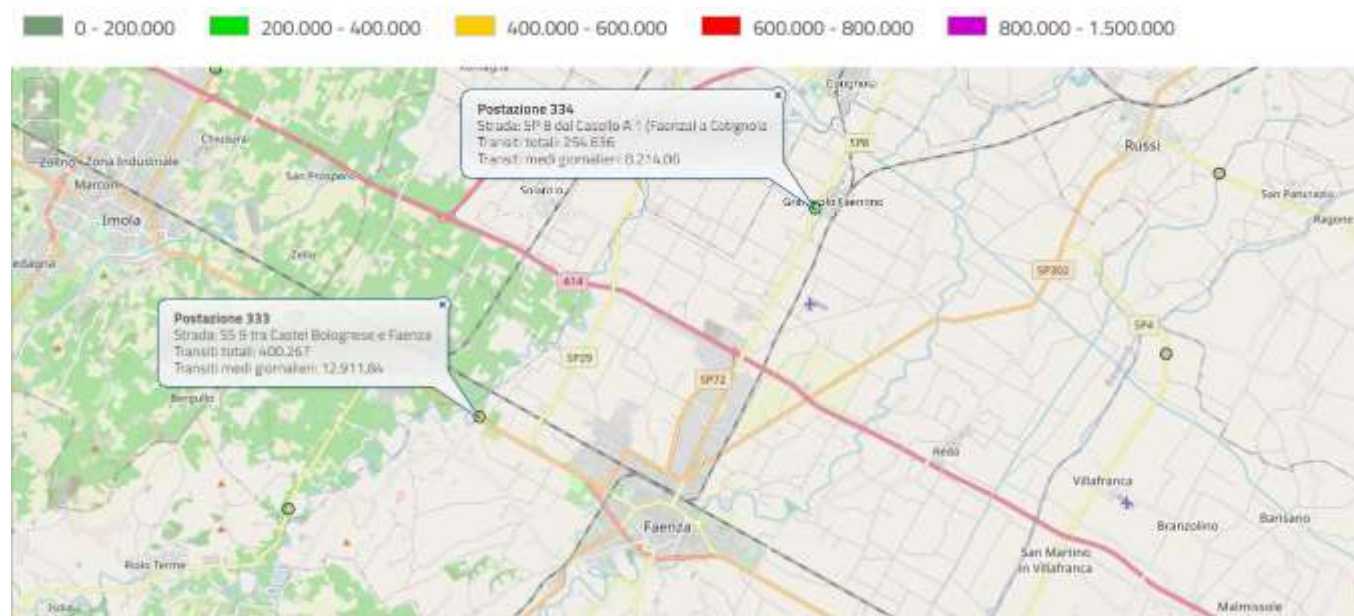 0 - 200.000
200.000 - 400.000
400.000 - 600.000
600.000 - 800.000
800.000 - 1.500.000
Cotignola
Postazione 334
Strada: SP 8 dal Casello A 1 (Faenza) a Cotignola
Transiti totali: 254.636
Transiti medi giornalieri: 8.214,06
SP8
Russi
Chiusura
Zolino
Zona Industriale
Marconi
San Prospero
Solarolo
San Pancrazio
Imola
Ragone
Zello
SP302
A14
Postazione 333
Strada: SS 9 tra Castel Bolognese e Faenza
Transiti totali: 400.267
Transiti medi giornalieri: 12.911,84
SP4
SP29
SP72
Bergullo
Reda
Villafranca
Faenza
Branzolino
Barisano
San Martino
in Villafranca
Riolo Terme
Malmissole